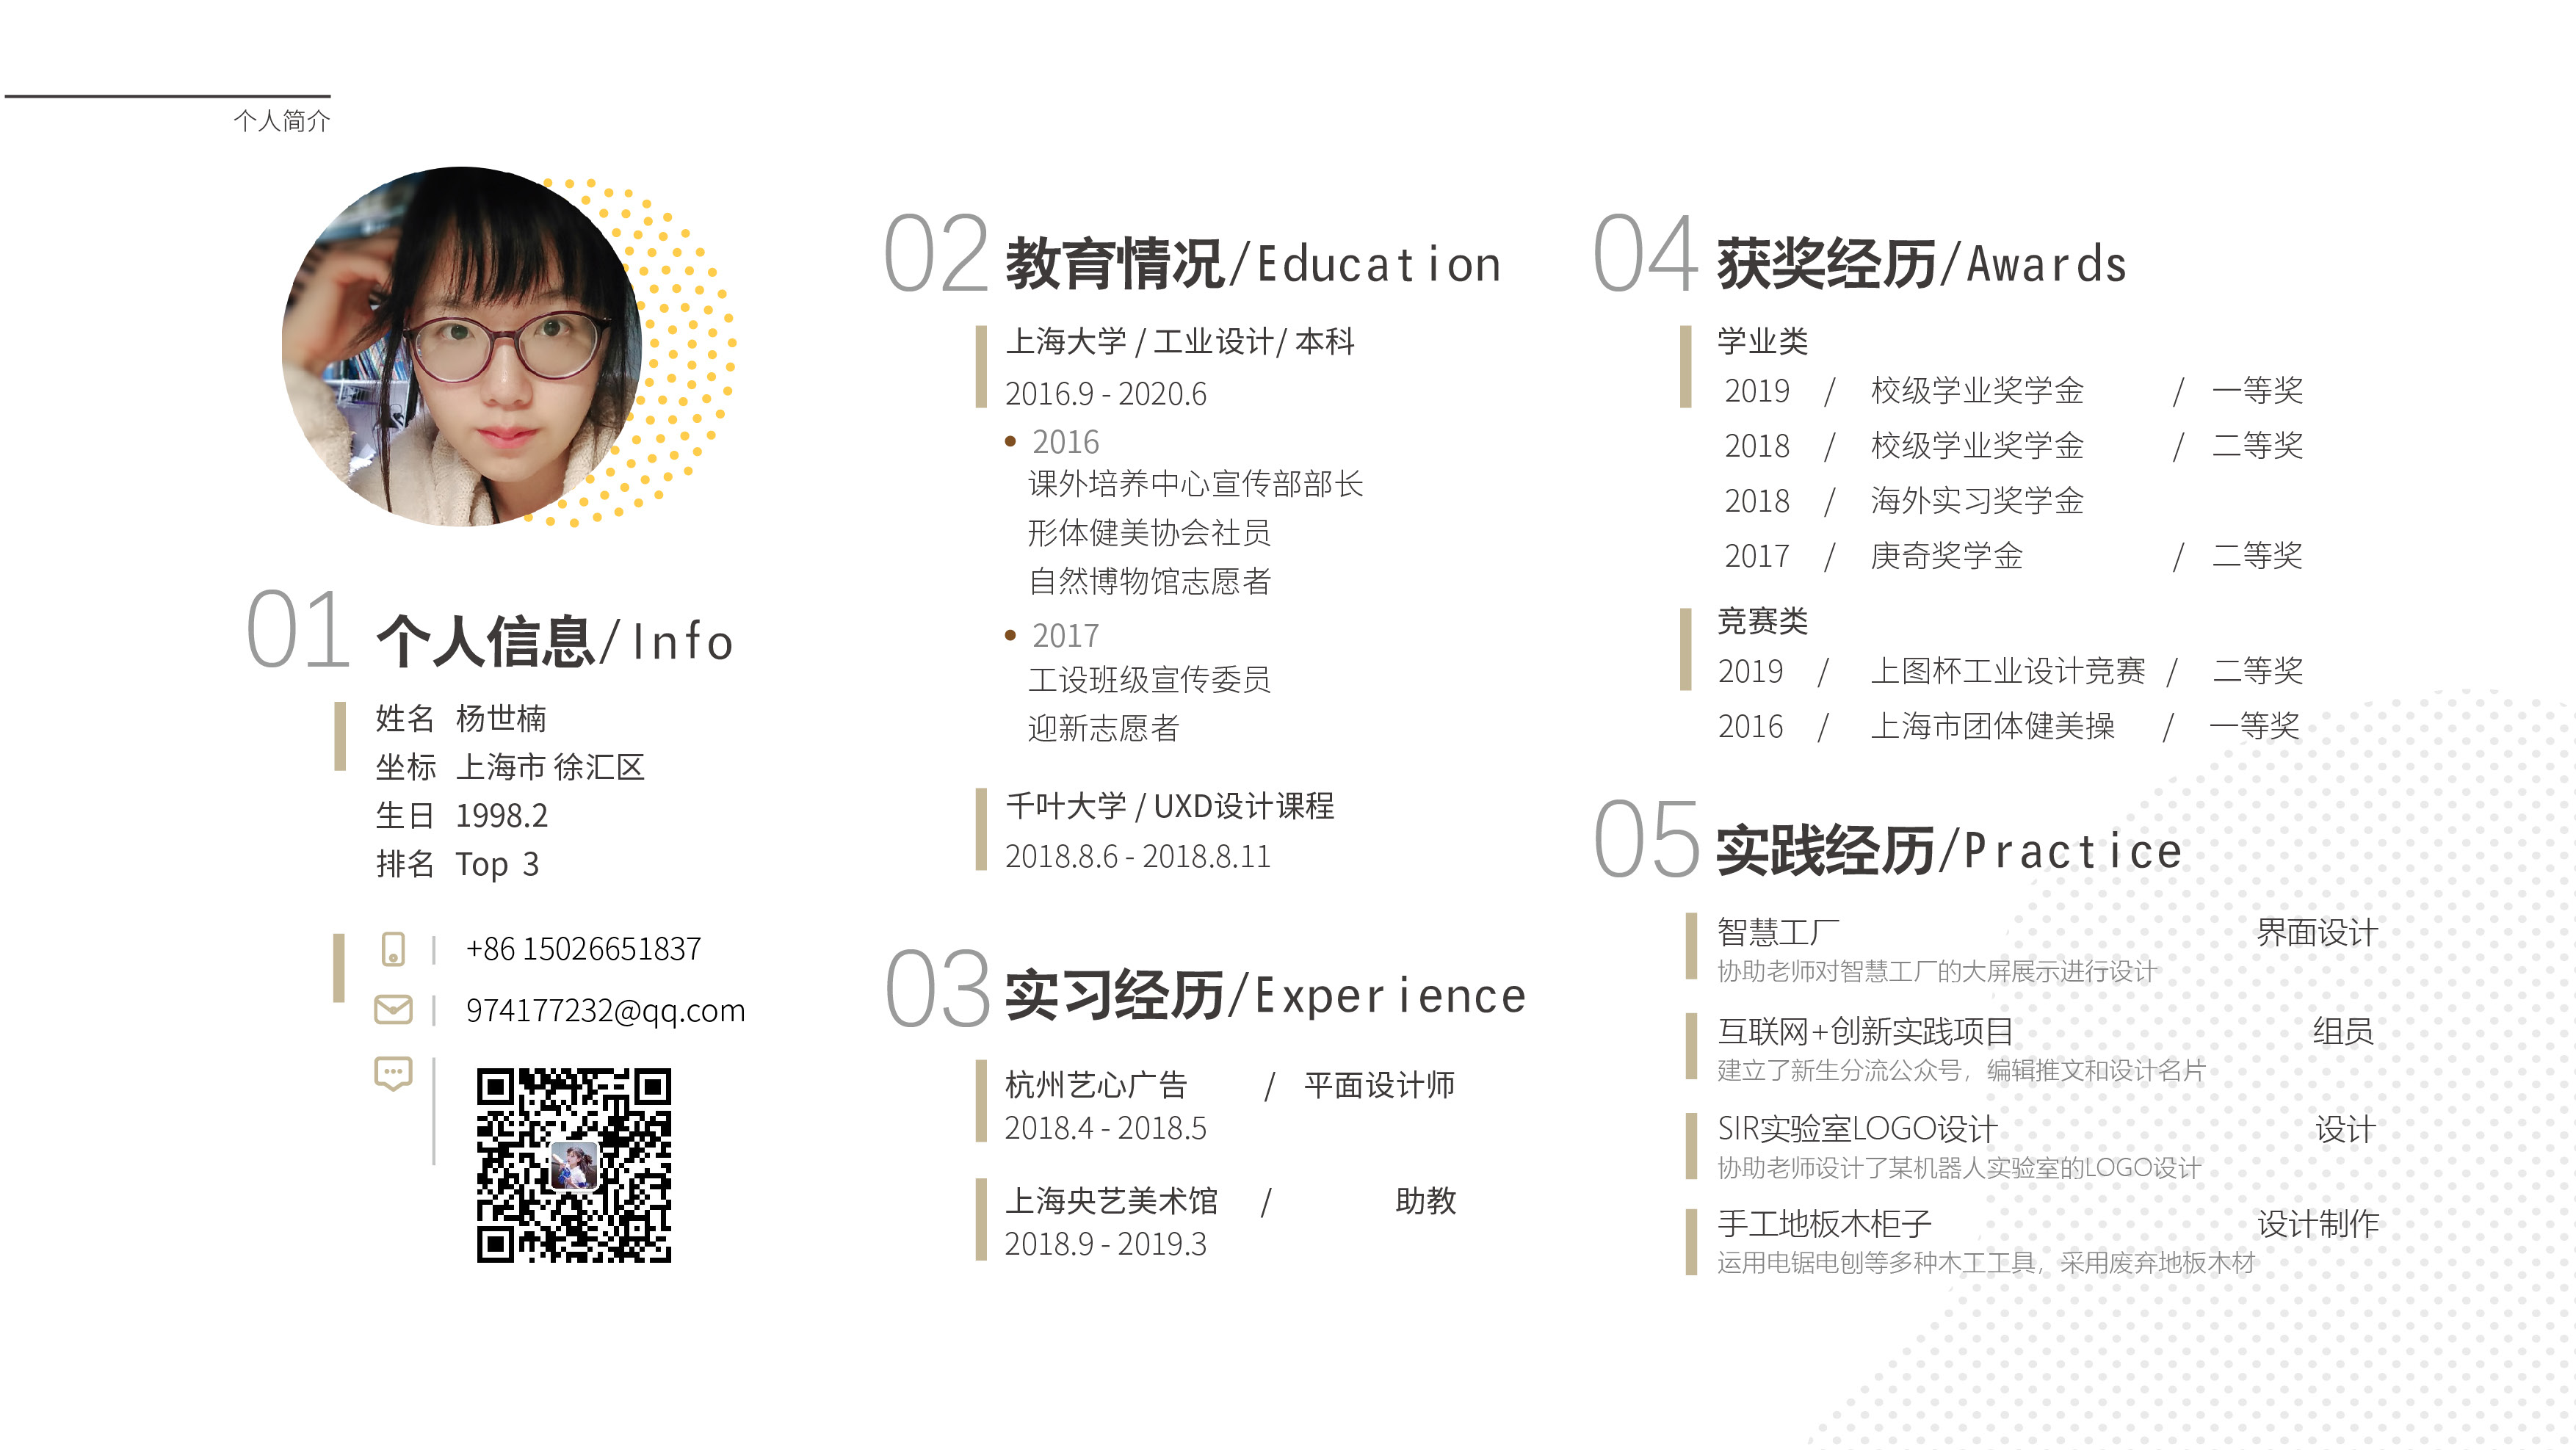 个人简介
01 个人信息/Info
姓名 杨世楠
坐标 上海市 徐汇区
生日 1998.2
排名 Top 3
+86 15026651837
974177232@qq.com
02 教育情况/Education
上海大学 / 工业设计/ 本科
2016.9 - 2020.6
• 2016
课外培养中心宣传部部长
形体健美协会社员
自然博物馆志愿者
• 2017
工设班级宣传委员
迎新志愿者
千叶大学 / UXD设计课程
2018.8.6 - 2018.8.11
03 实习经历/Experience
杭州艺心广告 / 平面设计师
2018.4 - 2018.5
上海央艺美术馆 / 助教
2018.9 - 2019.3
04 获奖经历/Awards
学业类
2019 / 校级学业奖学金 / 一等奖
2018 / 校级学业奖学金 / 二等奖
2018 / 海外实习奖学金
2017 / 庚奇奖学金 / 二等奖
竞赛类
2019 / 上图杯工业设计竞赛 / 二等奖
2016 / 上海市团体健美操 / 一等奖
05 实践经历/Practice
智慧工厂 界面设计
协助老师对智慧工厂的大屏展示进行设计
互联网+创新实践项目 组员
建立了新生分流公众号，编辑推文和设计名片
SIR实验室LOGO设计 设计
协助老师设计了某机器人实验室的LOGO设计
手工地板木柜子 设计制作
运用电锯电刨等多种木工工具，采用废弃地板木材